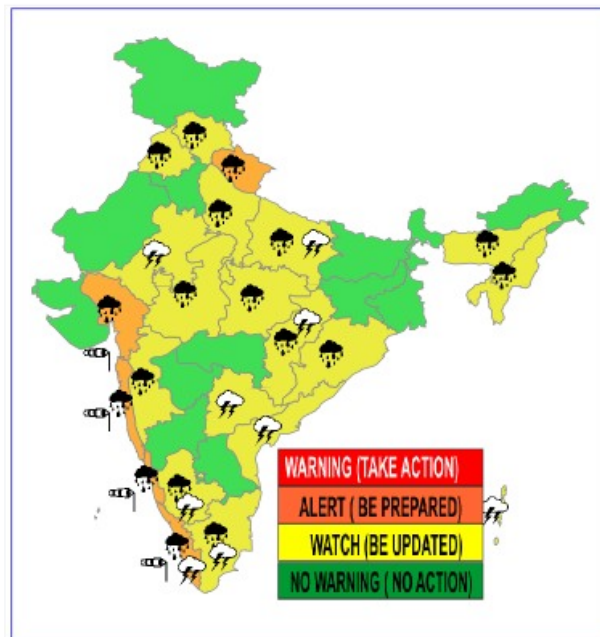 WARNING (TAKE ACTION)
ALERT ( BE PREPARED)
WATCH (BE UPDATED)
NO WARNING ( NO ACTION)